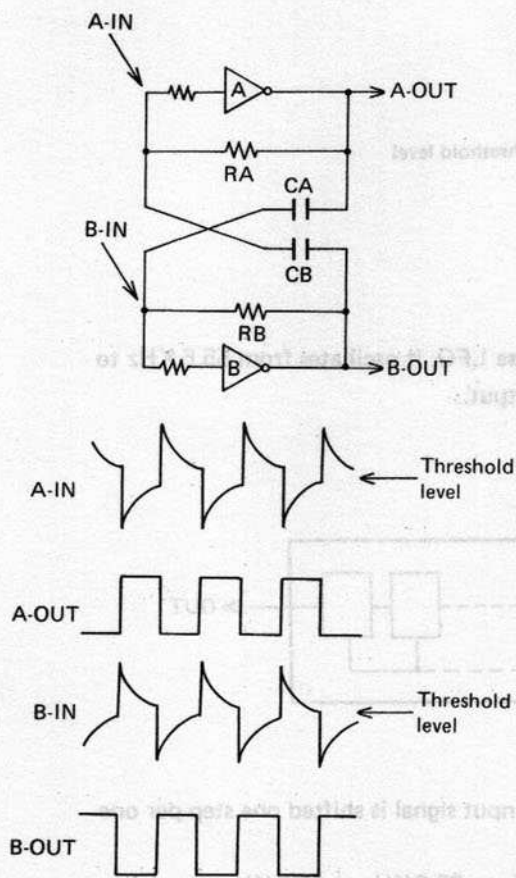 A-IN
A
A-OUT
RA
CA
B-IN
CB
RB
B
B-OUT
A-IN
Threshold
level
A-OUT
B-IN
Threshold
level
B-OUT